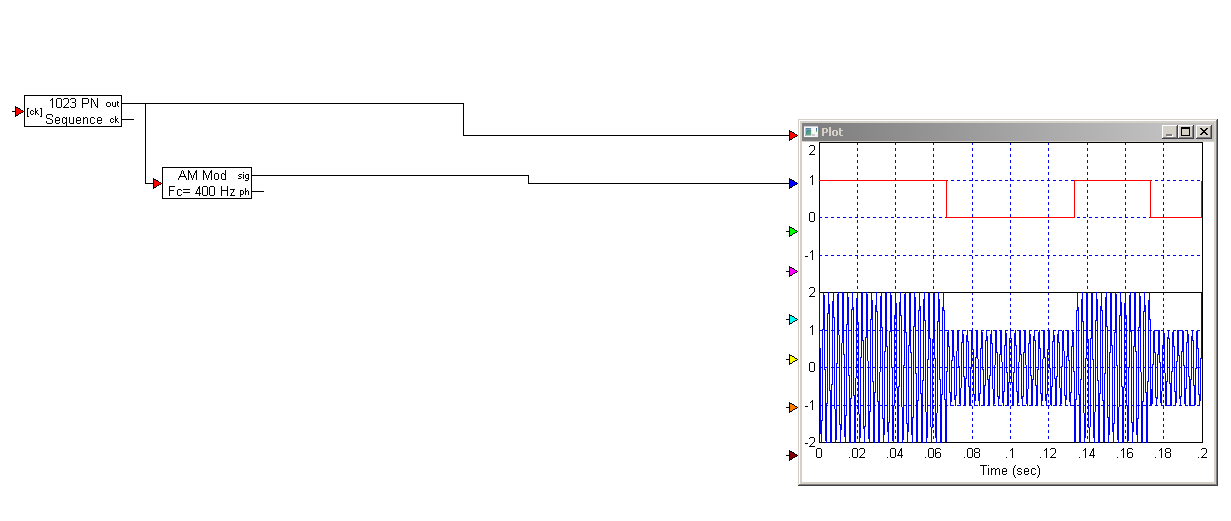 1023 PN out
[ck]
Sequence ck
AM Mod sig
Fc= 400 Hz ph
Plot
2
1
0
-1
2
1
0
-1
-2
0 .02 .04 .06 .08 .1 .12 .14 .16 .18 .2
Time (sec)